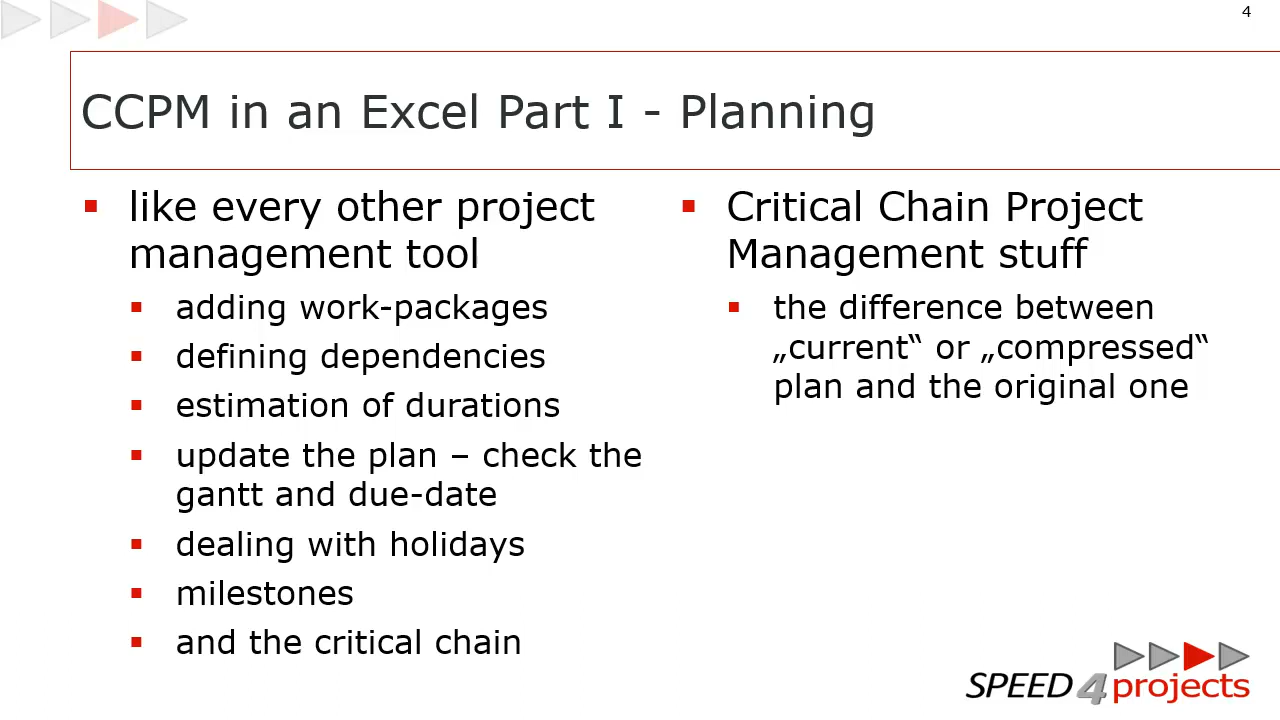 4
CCPM in an Excel Part I - Planning
like every other project
management tool
adding work-packages
defining dependencies
estimation of durations
update the plan – check the
gantt and due-date
dealing with holidays
milestones
and the critical chain
Critical Chain Project
Management stuff
the difference between
„current“ or „compressed“
plan and the original one
SPEED4projects